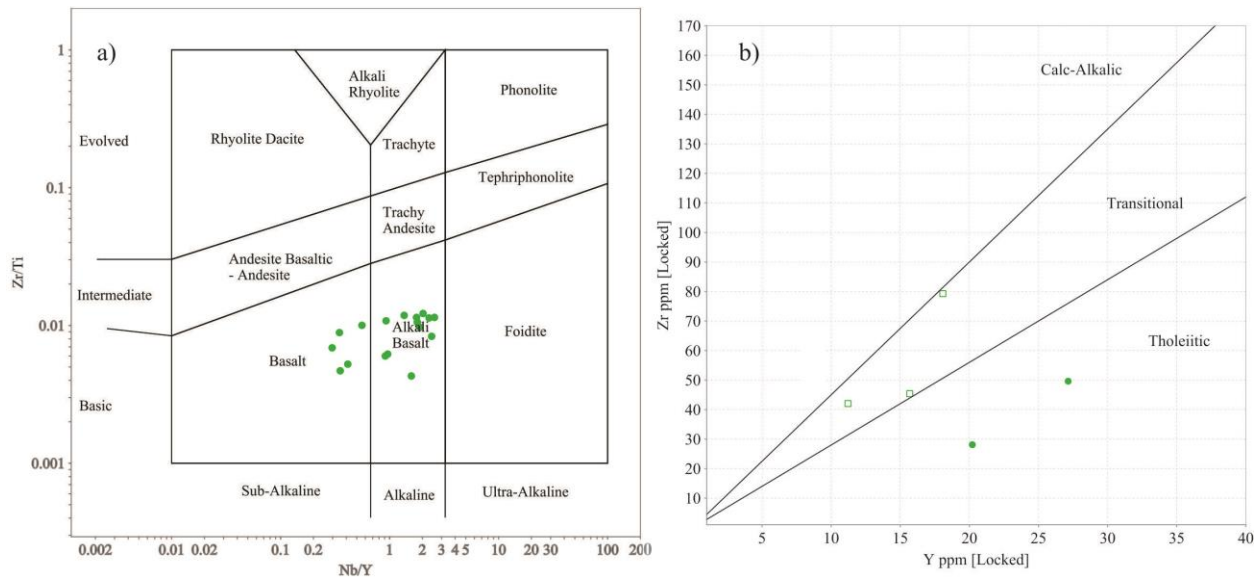 a)
1
Alkali
Rhyolite
Phonolite
Evolved
Rhyolite Dacite
Trachyte
0.1
Tephriphonolite
Trachy
Andesite
Zr/Ti
Andesite Basaltic
- Andesite
Intermediate
0.01
Alkali
Basalt
Basalt
Foidite
Basic
0.001
Sub-Alkaline
Alkaline
Ultra-Alkaline
0.002
0.01
0.02
0.1
0.2
1
2
3
4
5
10
20
30
100
200
Nb/Y
b)
170
160
150
140
130
120
110
100
90
80
70
60
50
40
30
20
10
Zr ppm [Locked]
Calc-Alkalic
Transitional
Tholeiitic
5
10
15
20
25
30
35
40
Y ppm [Locked]